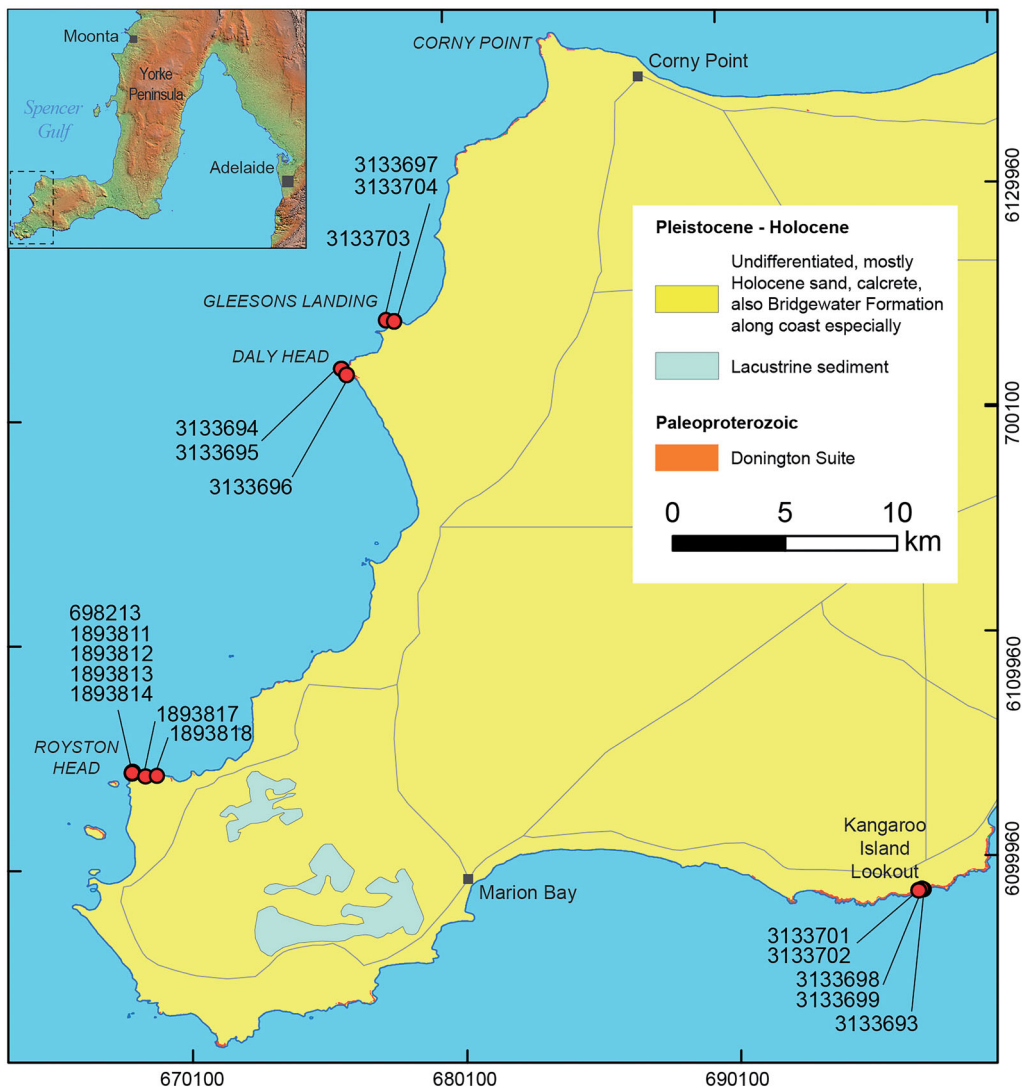 Moonta
Yorke
Peninsula
Spencer
Gulf
Adelaide
CORNY POINT
Corny Point
3133697
3133704
3133703
GLEESONS LANDING
DALY HEAD
3133694
3133695
3133696
698213
1893811
1893812
1893813
1893814
1893817
1893818
ROYSTON
HEAD
Marion Bay
Kangaroo
Island
Lookout
3133701
3133702
3133698
3133699
3133693
Pleistocene - Holocene
Undifferentiated, mostly
Holocene sand, calcrete,
also Bridgewater Formation
along coast especially
Lacustrine sediment
Paleoproterozoic
Donington Suite
0 5 10
km
6129960
700100
6109960
6099960
670100 680100 690100